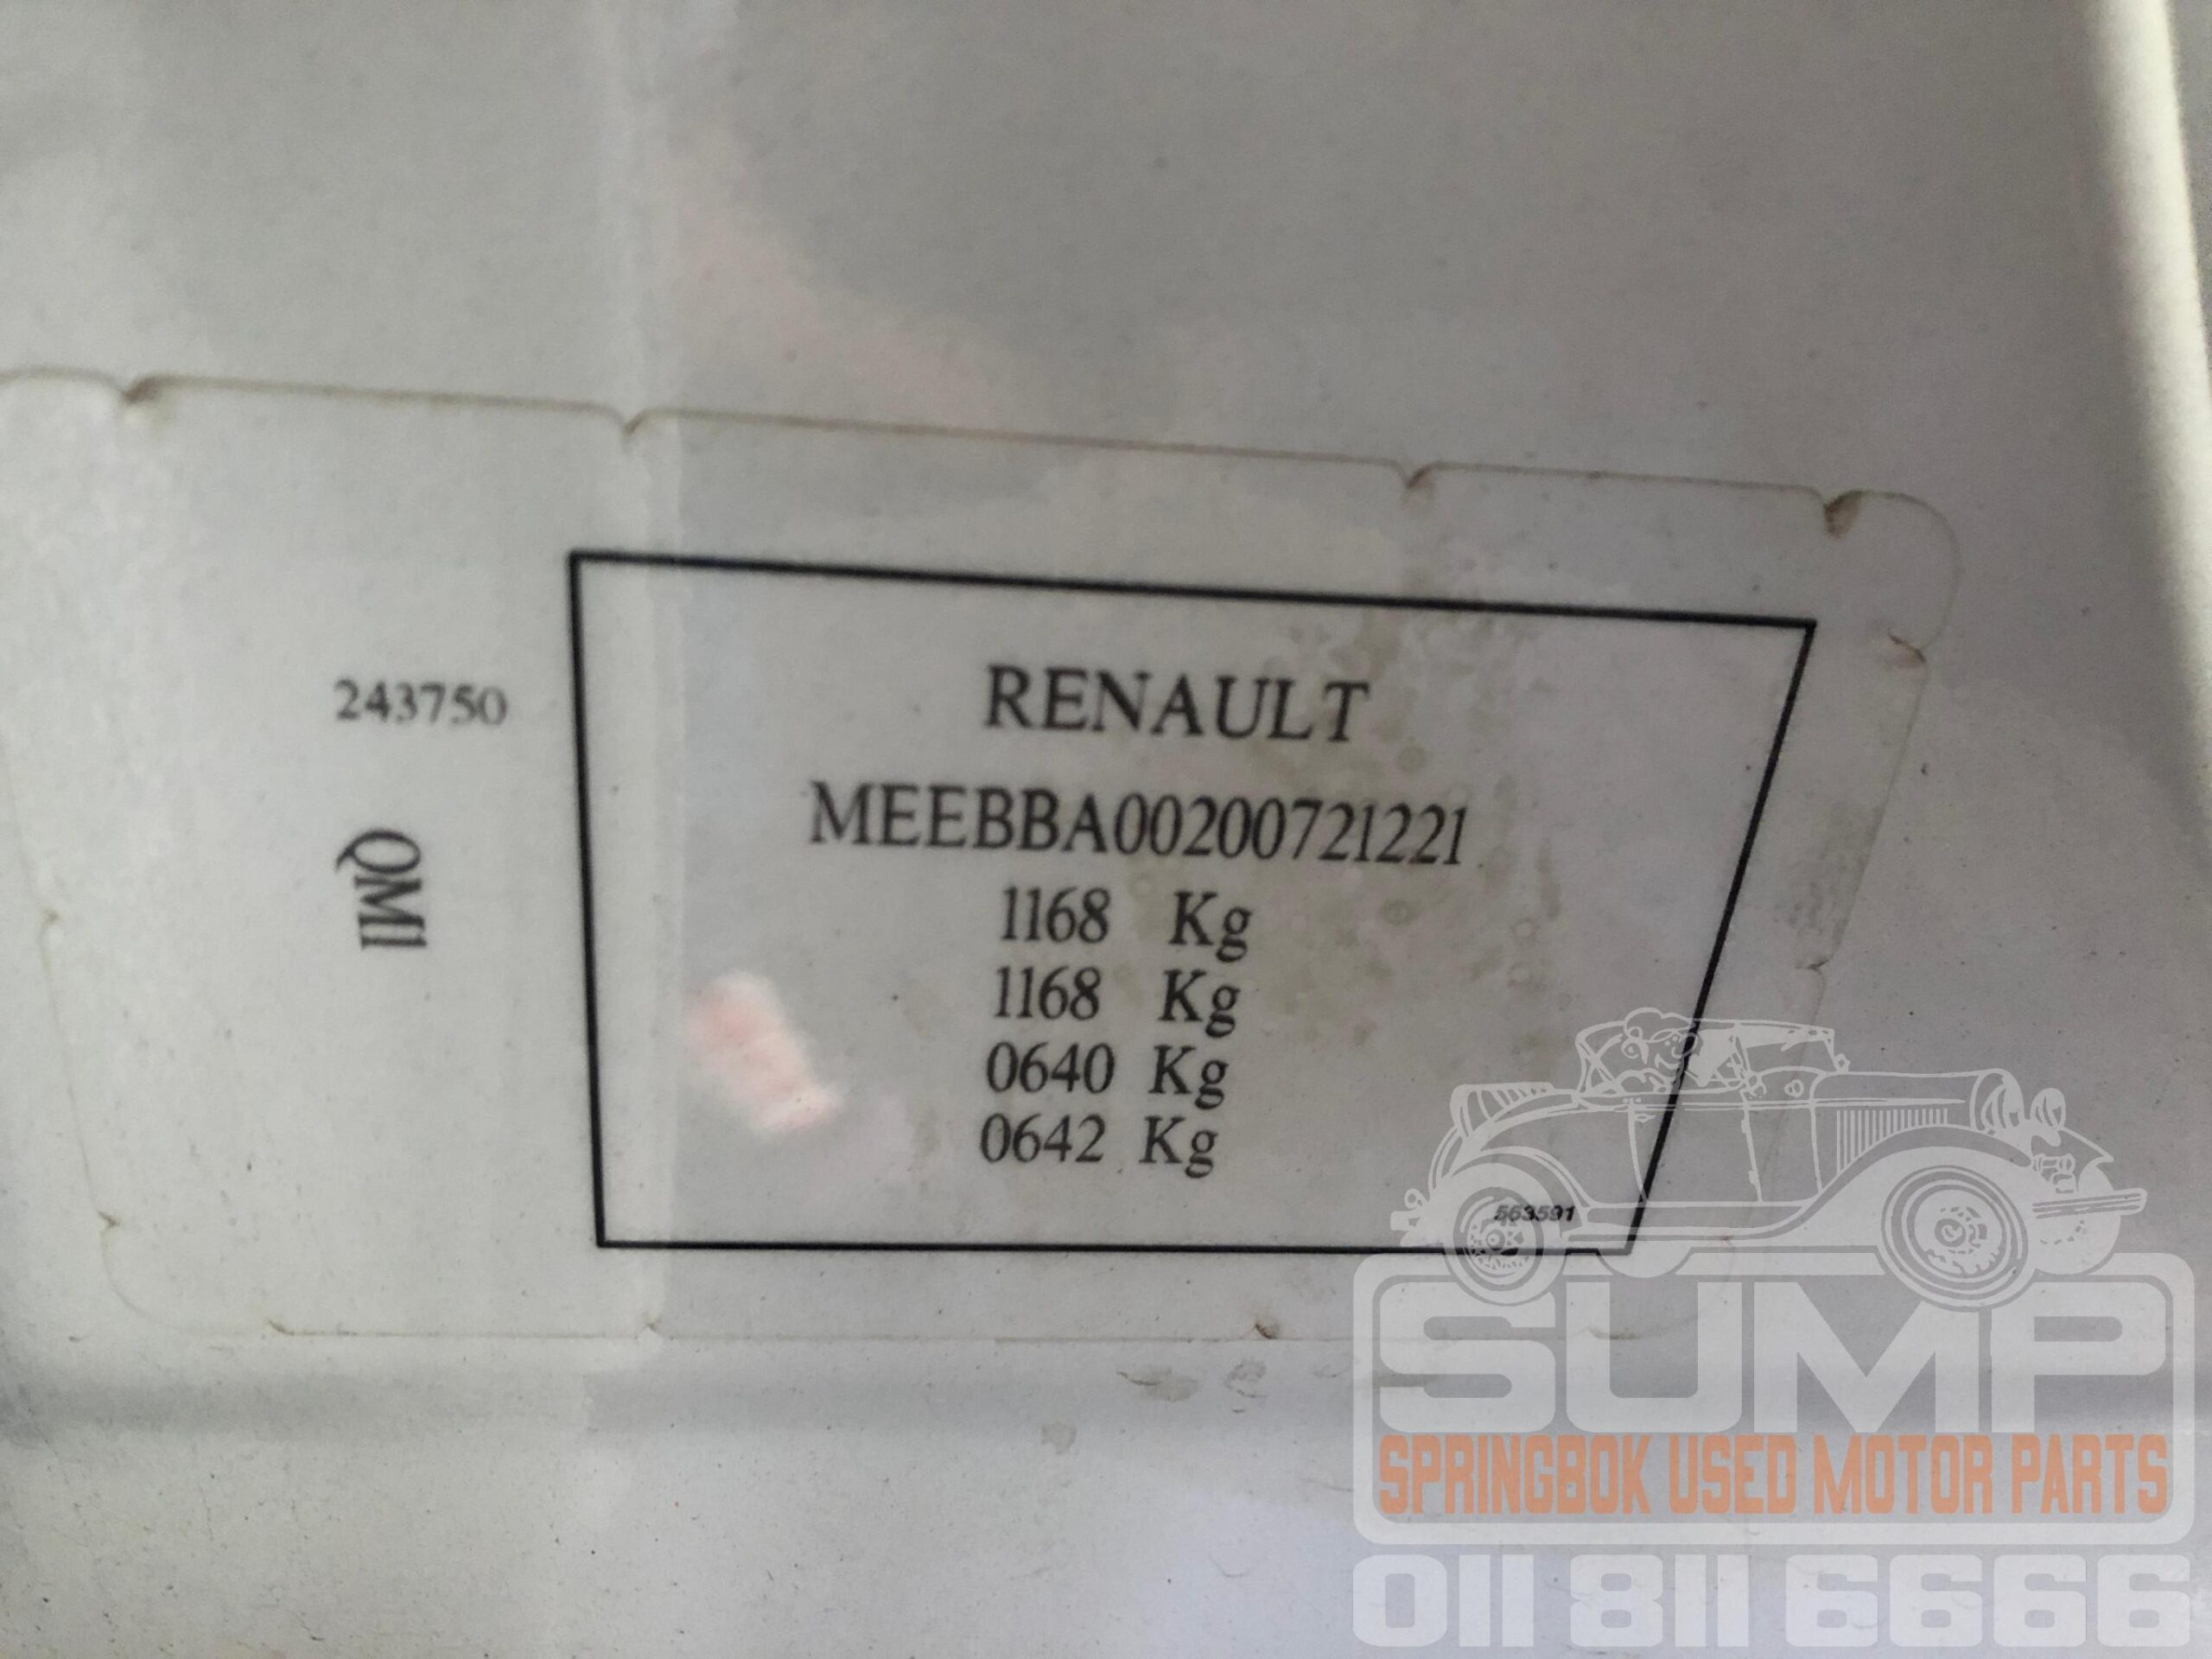 243750
QM11
RENAULT
MEEBBA00200721221
1168 Kg
1168 Kg
0640 Kg
0642 Kg
563591
SUMP
SPRINGBOK USED MOTOR PARTS
011 811 6666